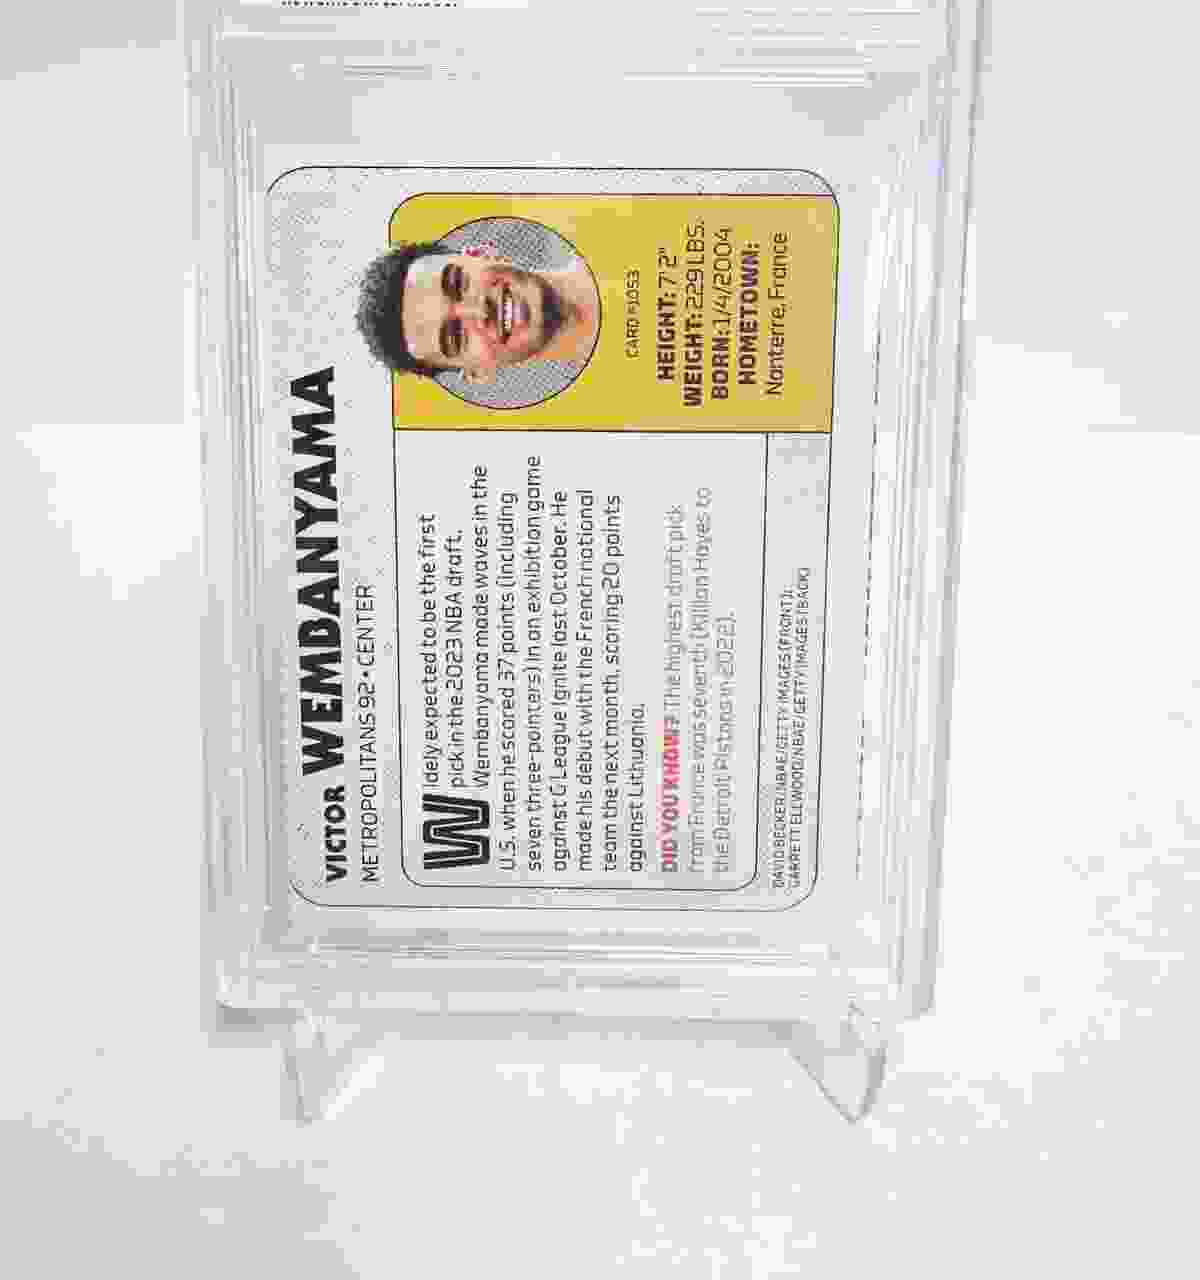 VICTOR WEMBANYAMA
METROPOLITANS 92 • CENTER
Widely expected to be the first
pick in the 2023 NBA draft,
Wembanyama made waves in the
U.S. when he scored 37 points (including
seven three-pointers) in an exhibition game
against G League Ignite last October. He
made his debut with the French national
team the next month, scoring 20 points
against Lithuania.
DID YOU KNOW? The highest draft pick
from France was seventh (Killian Hayes to
the Detroit Pistons in 2022).
DAVID BECKER/NBAE/GETTY IMAGES (FRONT);
GARRETT ELLWOOD/NBAE/GETTY IMAGES (BACK)
CARD #1053
HEIGHT: 7' 2"
WEIGHT: 229 LBS.
BORN: 1/4/2004
HOMETOWN:
Nanterre, France